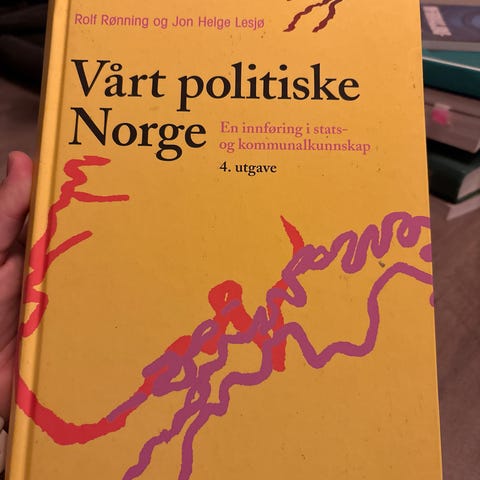 Rolf Rønning og Jon Helge Lesjø
Vårt politiske
Norge
En innføring i stats-
og kommunalkunnskap
4. utgave